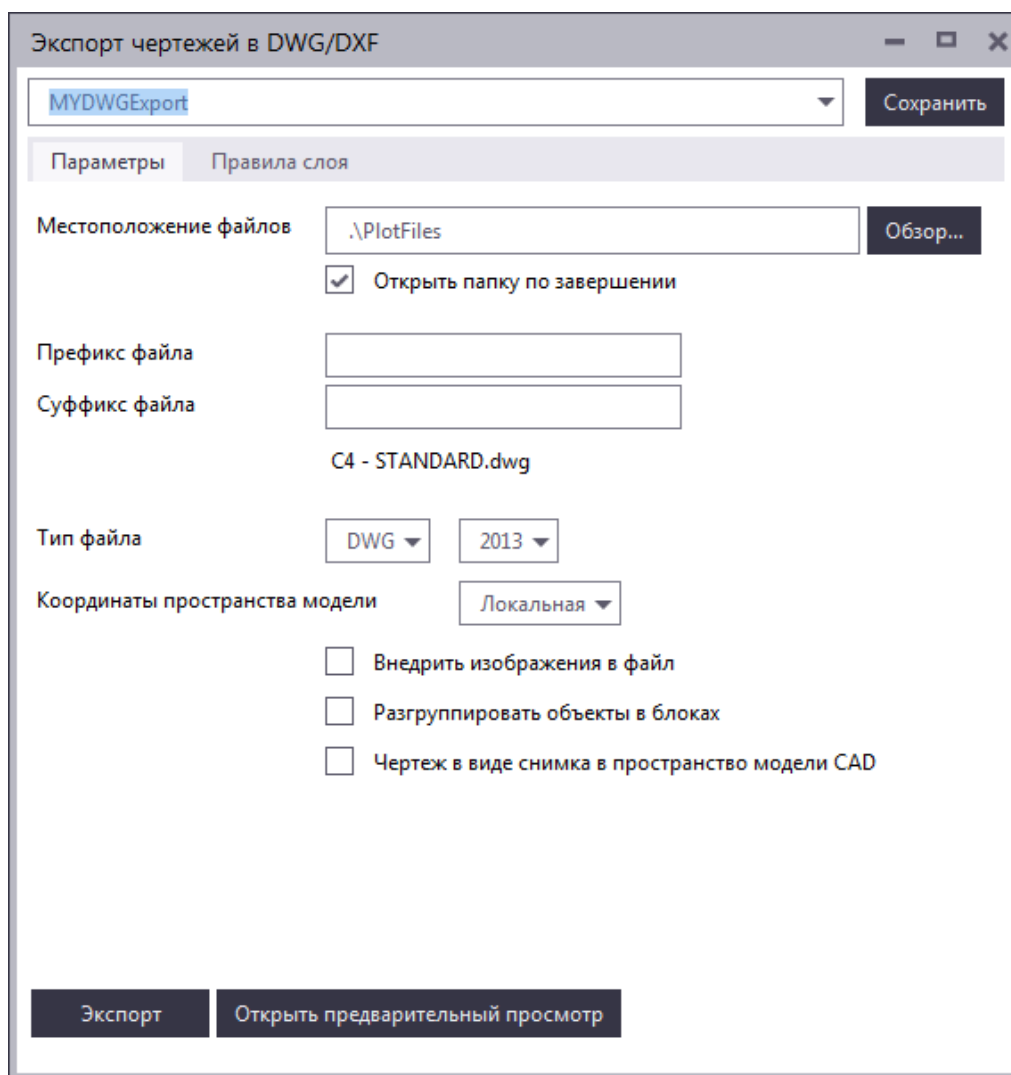 Экспорт чертежей в DWG/DXF
MYDWGExport
Сохранить
Параметры Правила слоя
Местоположение файлов .\PlotFiles Обзор...
Открыть папку по завершении
Префикс файла
Суффикс файла
C4 - STANDARD.dwg
Тип файла DWG 2013
Координаты пространства модели Локальная
Внедрить изображения в файл
Разгруппировать объекты в блоках
Чертеж в виде снимка в пространство модели CAD
Экспорт Открыть предварительный просмотр